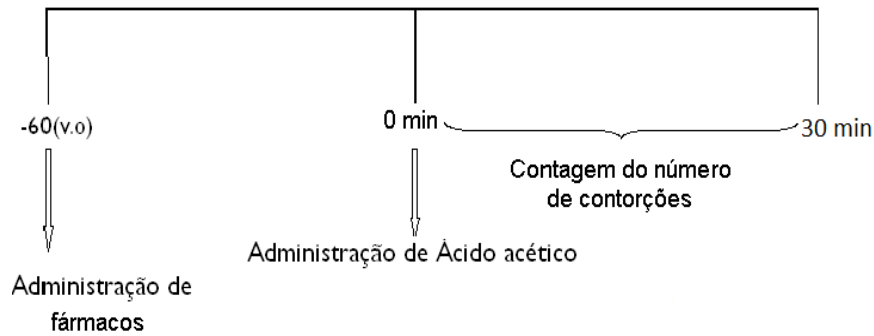 -60(v.o)
0 min
30 min
Contagem do número
de contorções
Administração de Ácido acético
Administração de
fármacos